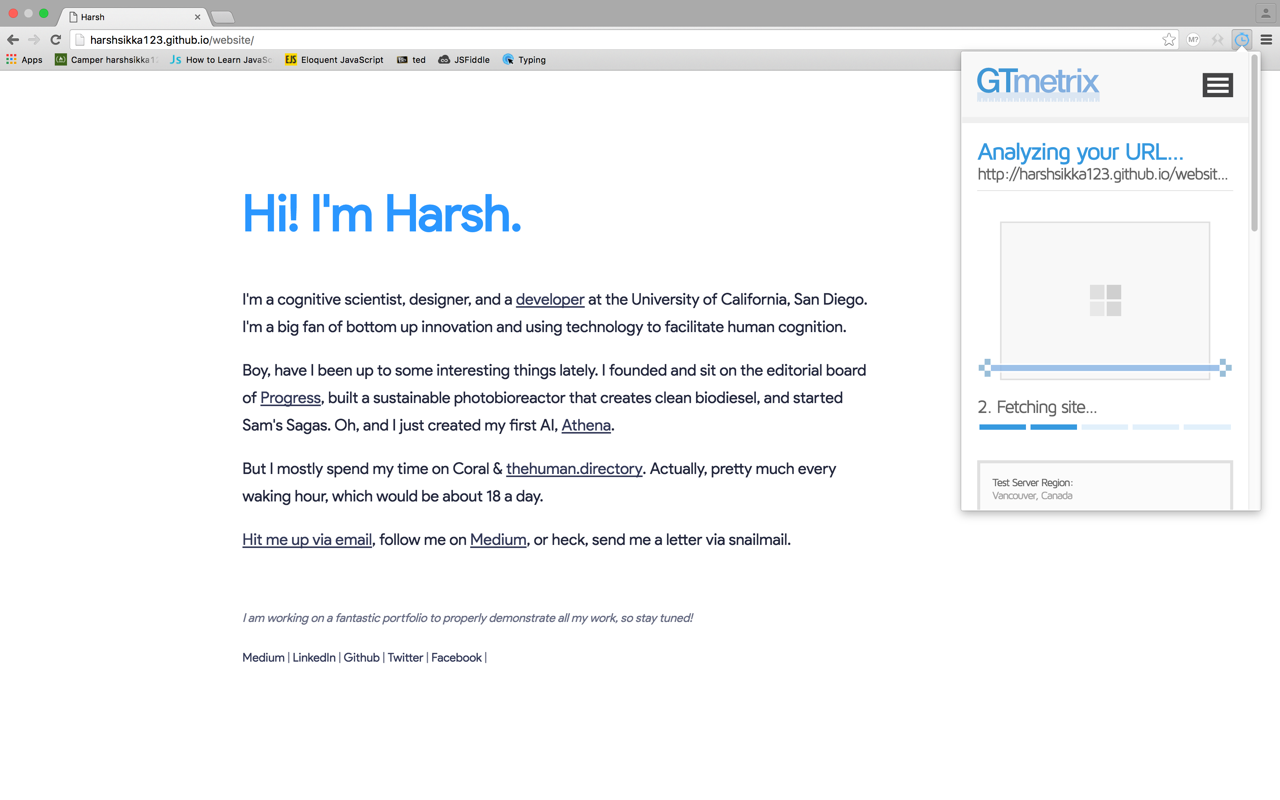 Harsh
harshsikka123.github.io/website/
M?
Apps
Camper harshsikka1
JS How to Learn JavaSc
EJS Eloquent JavaScript
ted
JSFiddle
Typing
GTmetrix
Analyzing your URL...
http://harshsikka123.github.io/websit...
2. Fetching site...
Test Server Region:
Vancouver, Canada
Hi! I'm Harsh.
I'm a cognitive scientist, designer, and a developer at the University of California, San Diego.
I'm a big fan of bottom up innovation and using technology to facilitate human cognition.
Boy, have I been up to some interesting things lately. I founded and sit on the editorial board
of Progress, built a sustainable photobioreactor that creates clean biodiesel, and started
Sam's Sagas. Oh, and I just created my first AI, Athena.
But I mostly spend my time on Coral & thehuman.directory. Actually, pretty much every
waking hour, which would be about 18 a day.
Hit me up via email, follow me on Medium, or heck, send me a letter via snailmail.
I am working on a fantastic portfolio to properly demonstrate all my work, so stay tuned!
Medium | LinkedIn | Github | Twitter | Facebook |